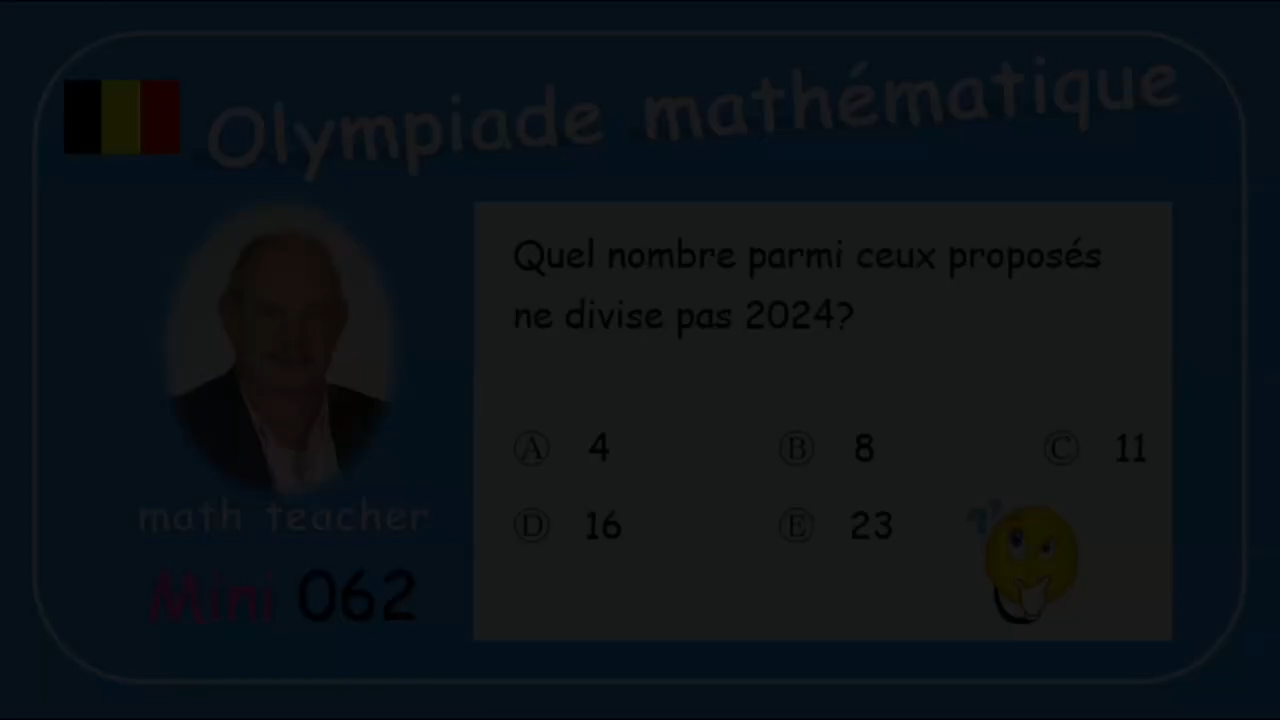 Olympiade mathématique
Quel nombre parmi ceux proposés
ne divise pas 2024?
Ⓐ 4 Ⓑ 8 Ⓒ 11
Ⓓ 16 Ⓔ 23
math teacher
Mini 062